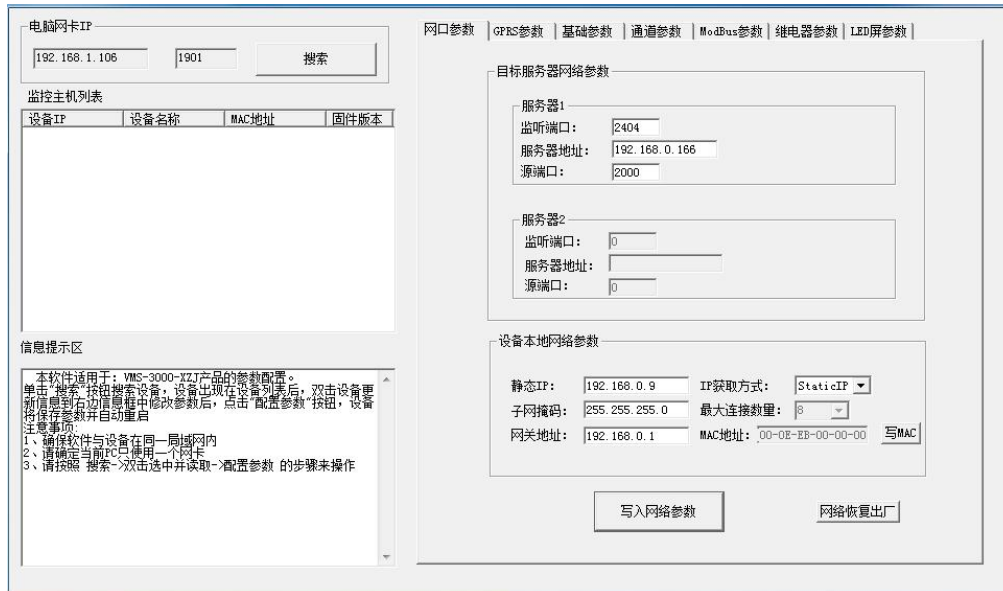 电脑网卡IP
192.168.1.106
1901
搜索
监控主机列表
设备IP
设备名称
MAC地址
固件版本
信息提示区
本软件适用于：VMS-3000-XZJ产品的参数配置。
单击"搜索"按钮搜索设备，设备出现在设备列表后，双击设备更
新信息到右边信息框中修改参数后，点击"配置参数"按钮，设备
将保存参数并自动重启
注意事项:
1、确保软件与设备在同一局域网内
2、请确定当前PC只使用一个网卡
3、请按照 搜索->双击选中并读取->配置参数 的步骤来操作
网口参数
GPRS参数
基础参数
通道参数
ModBus参数
继电器参数
LED屏参数
目标服务器网络参数
服务器1
监听端口：
2404
服务器地址：
192.168.0.166
源端口：
2000
服务器2
监听端口：
0
服务器地址：
源端口：
0
设备本地网络参数
静态IP：
192.168.0.9
IP获取方式：
StaticIP
子网掩码：
255.255.255.0
最大连接数量：
8
网关地址：
192.168.0.1
MAC地址：
00-0E-EB-00-00-00
写MAC
写入网络参数
网络恢复出厂